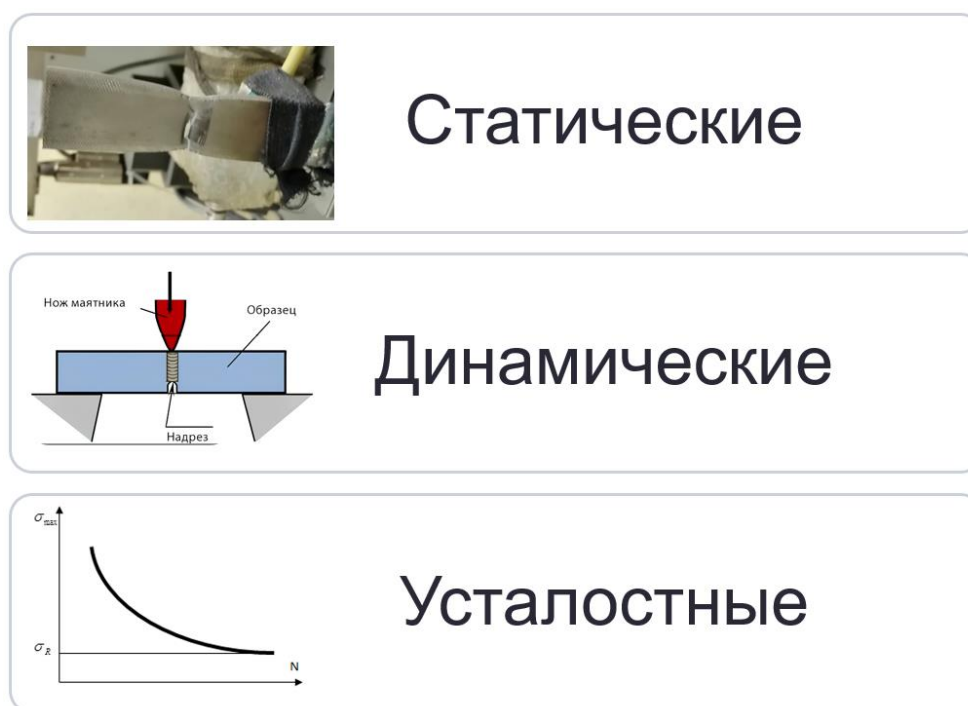 Статические
Нож маятника
Образец
Динамические
Надрез
σmax
Усталостные
σR
N